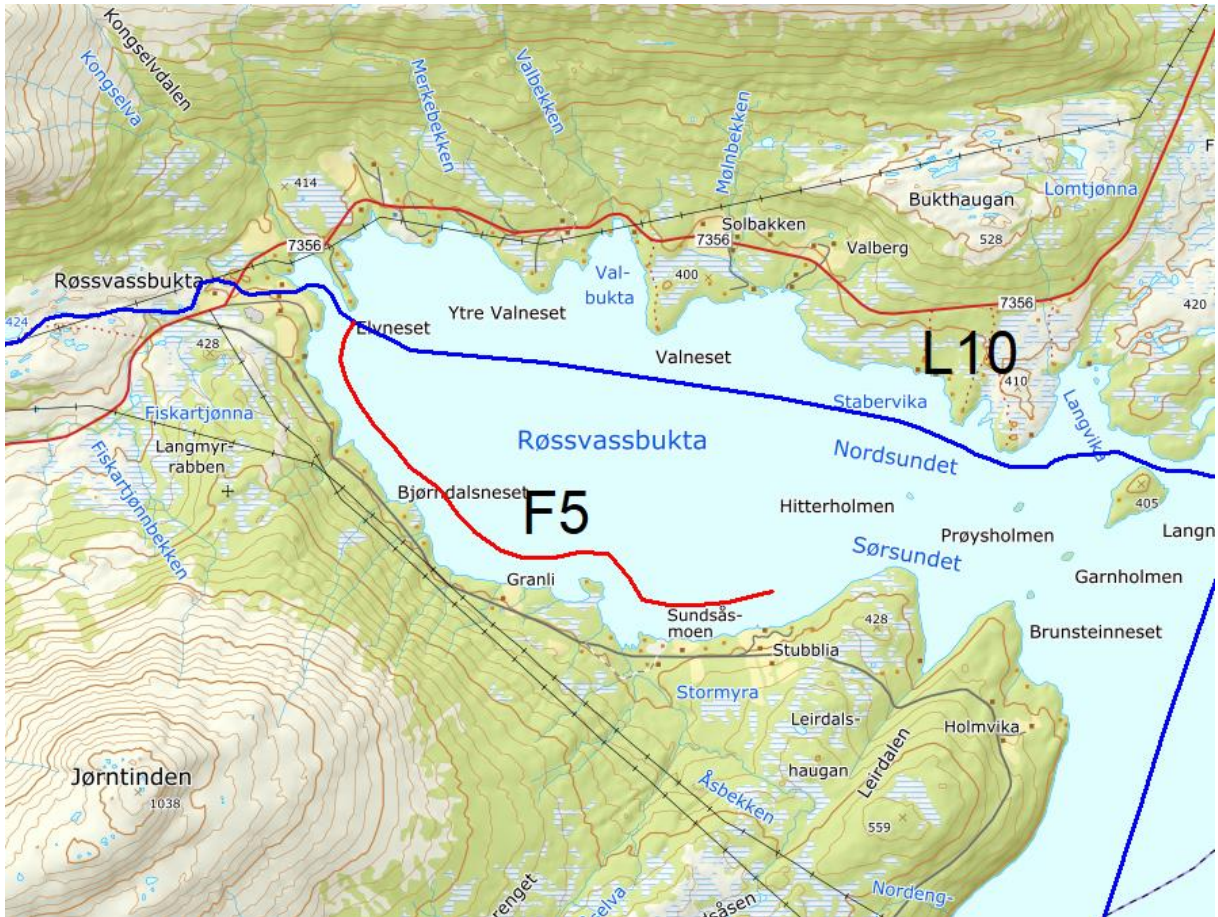 Kongselvdalen
Kongselva
Merkebekken
Valbekken
Mølnbekken
414
7356
Røssvassbukta
Solbakken
7356
Valberg
Bukthaugan
528
Lomtjønna
F
Val-
bukta
400
Ytre Valneset
Elvneset
424
428
7356
420
Valneset
L10
410
Stabervika
Langvika
Fiskartjønna
Langmyr-
rabben
Fiskartjønnbekken
Røssvassbukta
Nordsundet
Bjørndalsneset
F5
Hitterholmen
405
Prøysholmen
Langn
Sørsundet
Granli
Garnholmen
Sundsås-
moen
428
Brunsteinneset
Stubblia
Stormyra
Leirdals-
haugan
Leirdalen
Holmvika
Jørntinden
1038
Åsbekken
559
Nordeng-
renget
selva
dsåsen